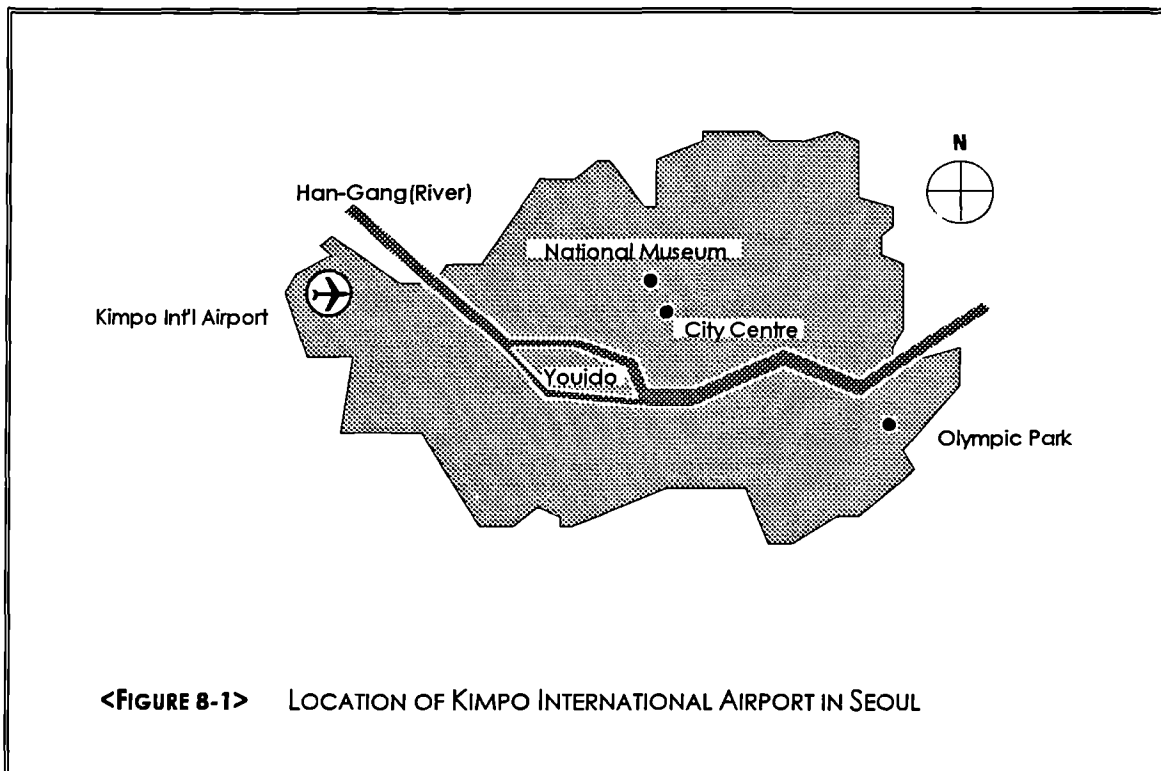 N
Han-Gang(River)
National Museum
Kimpo Int'l Airport
City Centre
Youido
Olympic Park
<FIGURE 8-1> LOCATION OF KIMPO INTERNATIONAL AIRPORT IN SEOUL